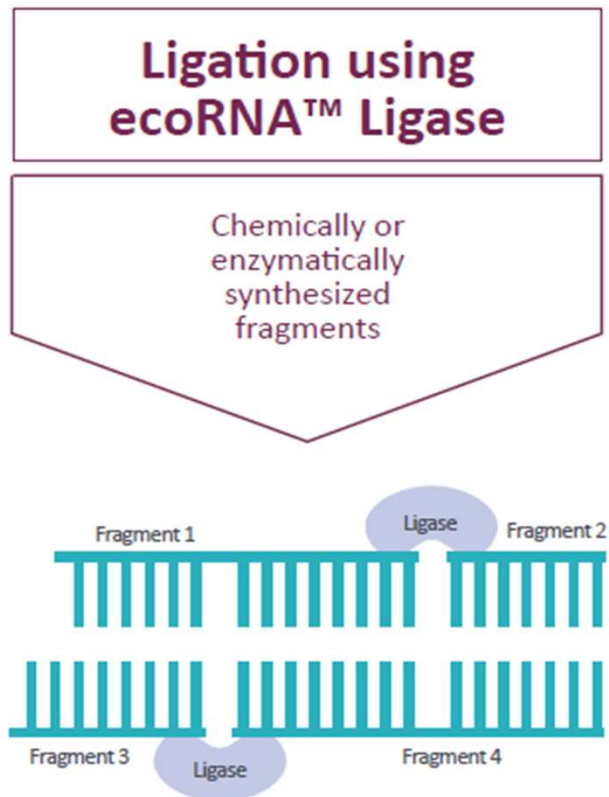 Ligation using
ecoRNA™ Ligase
Chemically or
enzymatically
synthesized
fragments
Fragment 1
Ligase
Fragment 2
Fragment 3
Ligase
Fragment 4